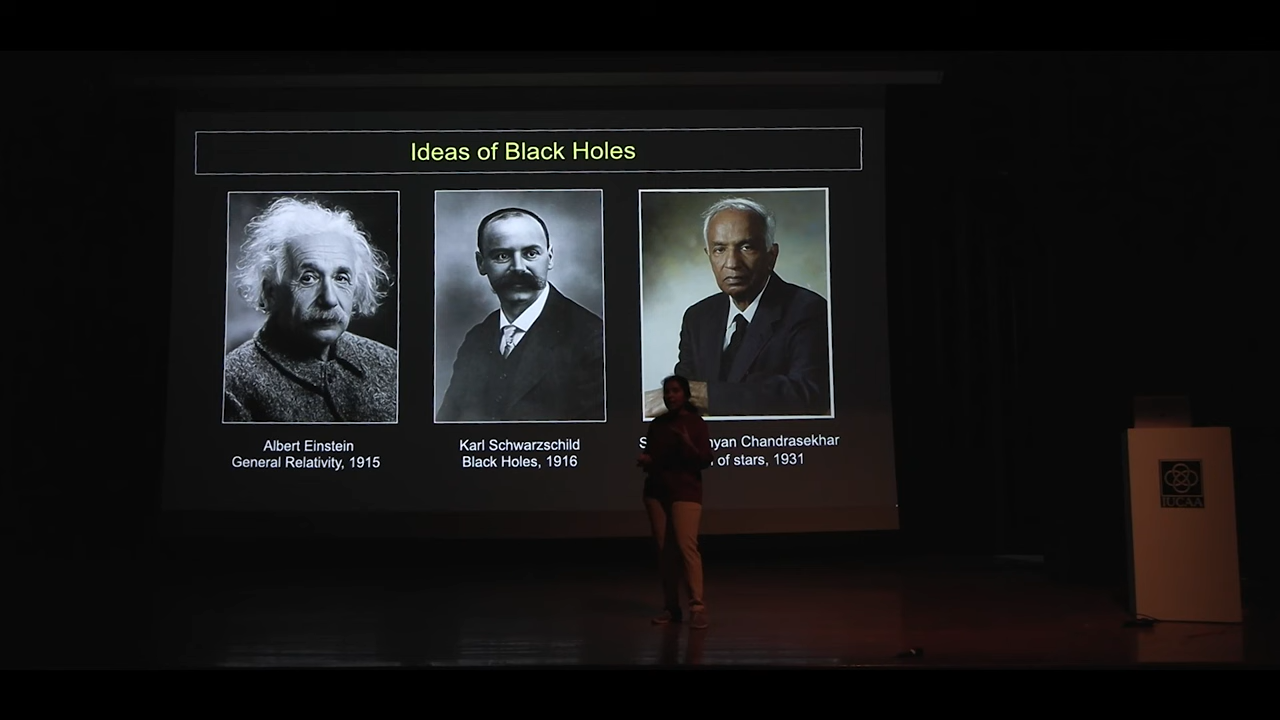 Ideas of Black Holes
Albert Einstein
General Relativity, 1915
Karl Schwarzschild
Black Holes, 1916
Chandrasekhar
of stars, 1931
IUCAA